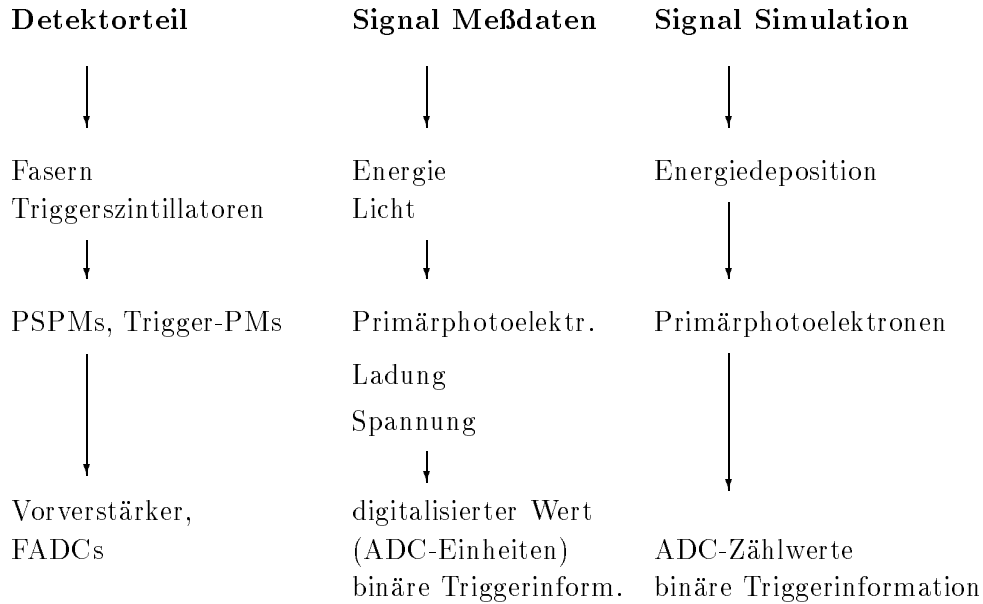 Detektorteil Signal Meßdaten Signal Simulation
Fasern Energie Energiedeposition
Triggerszintillatoren Licht
PSPMs, Trigger-PMs Primärphotoelektr. Primärphotoelektronen
Ladung
Spannung
Vorverstärker, digitalisierter Wert
FADCs (ADC-Einheiten) ADC-Zählwerte
binäre Triggerinform. binäre Triggerinformation